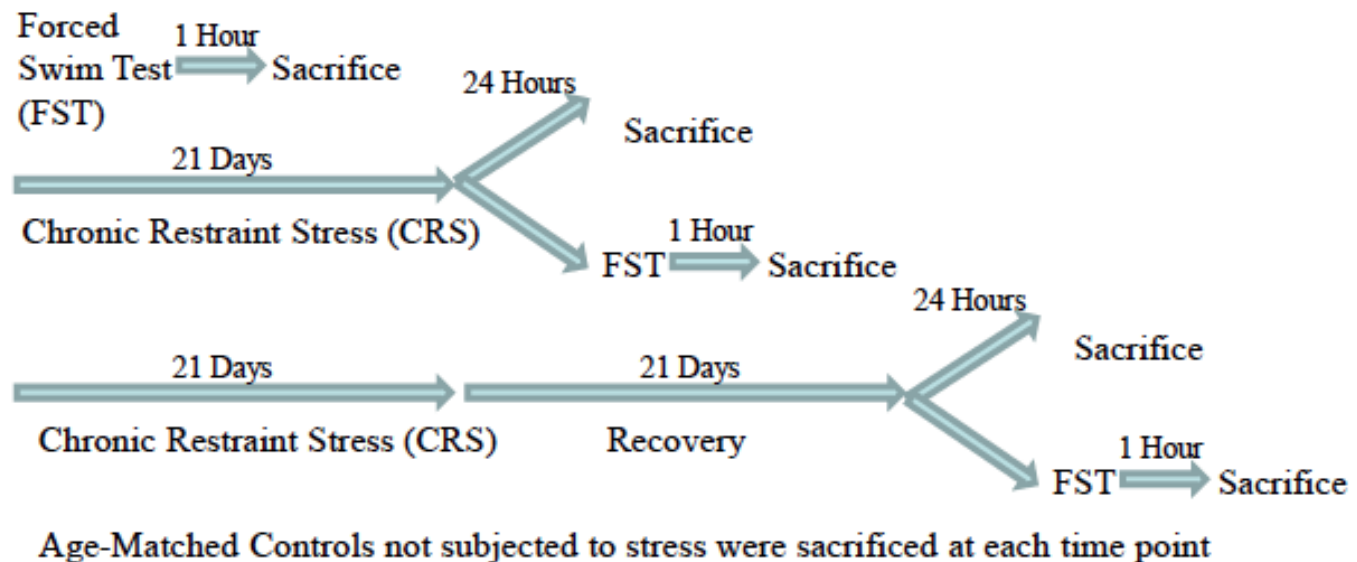 Forced
Swim Test
(FST)
1 Hour
Sacrifice
24 Hours
Sacrifice
21 Days
Chronic Restraint Stress (CRS)
FST
1 Hour
Sacrifice
24 Hours
Sacrifice
21 Days
21 Days
Chronic Restraint Stress (CRS)
Recovery
FST
1 Hour
Sacrifice
Age-Matched Controls not subjected to stress were sacrificed at each time point